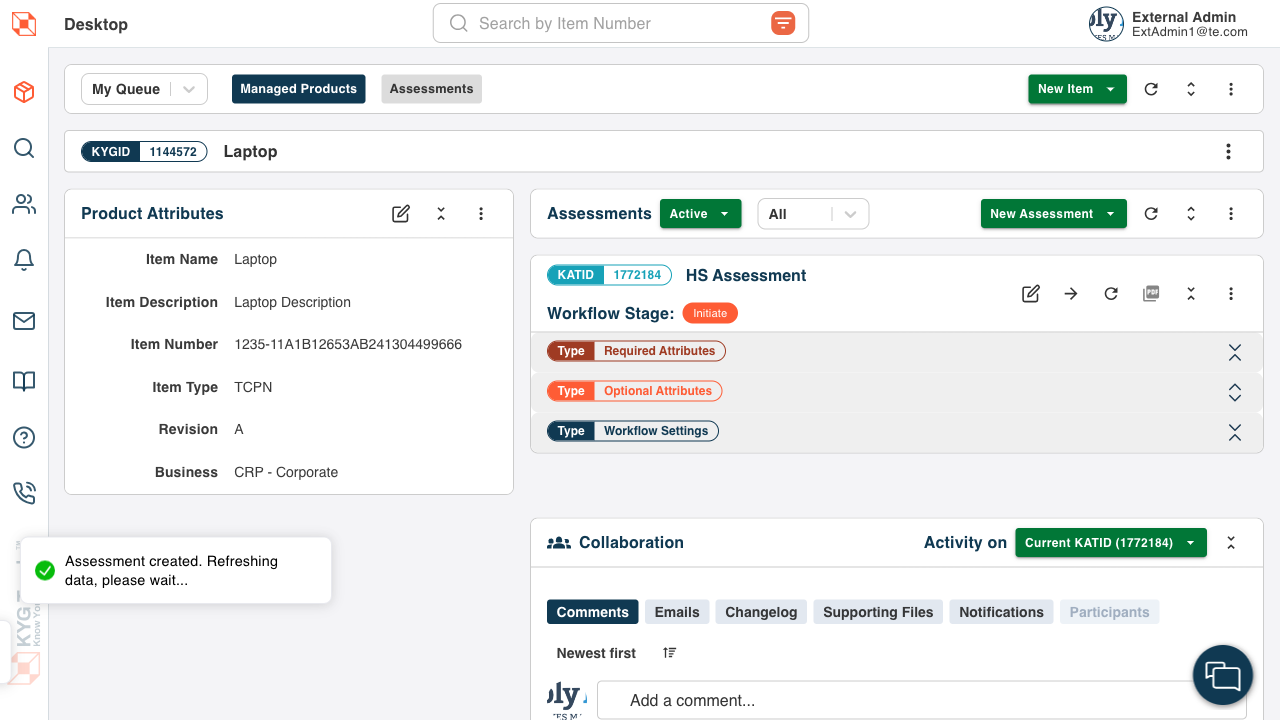 Desktop
Search by Item Number
External Admin
ExtAdmin1@te.com
My Queue
Managed Products
Assessments
New Item
KYGID 1144572 Laptop
Product Attributes
Item Name Laptop
Item Description Laptop Description
Item Number 1235-11A1B12653AB241304499666
Item Type TCPN
Revision A
Business CRP - Corporate
Assessments Active All New Assessment
KATID 1772184 HS Assessment
Workflow Stage: Initiate
PDF
Type Required Attributes
Type Optional Attributes
Type Workflow Settings
Assessment created. Refreshing
data, please wait...
KYG
Know Yo
Collaboration
Activity on Current KATID (1772184)
Comments Emails Changelog Supporting Files Notifications Participants
Newest first
Add a comment...